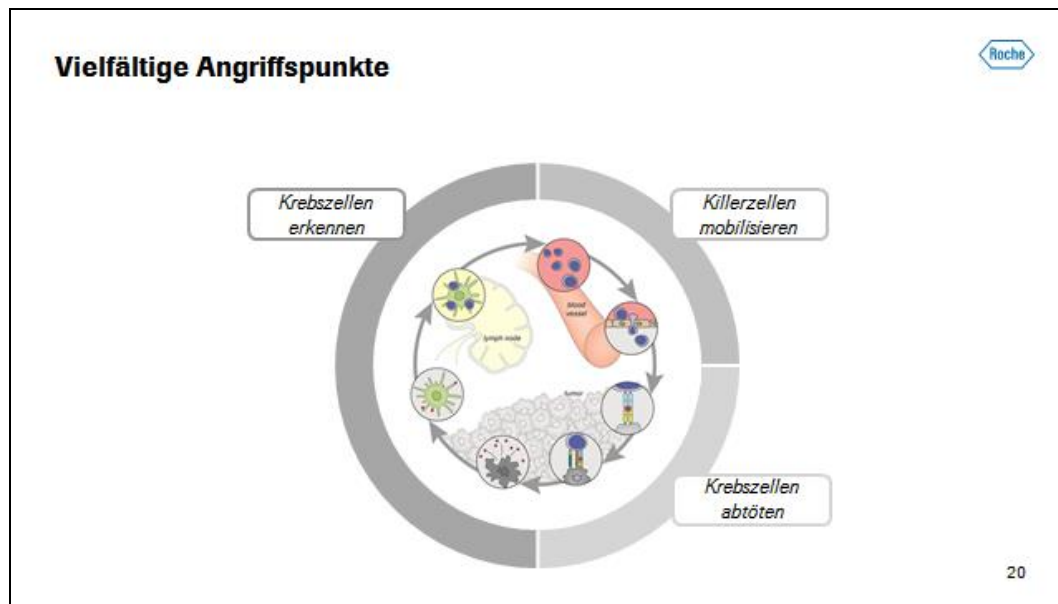 Vielfältige Angriffspunkte
Roche
Krebszellen
erkennen
Killerzellen
mobilisieren
blood
vessel
lymph node
tumor
Krebszellen
abtöten
20